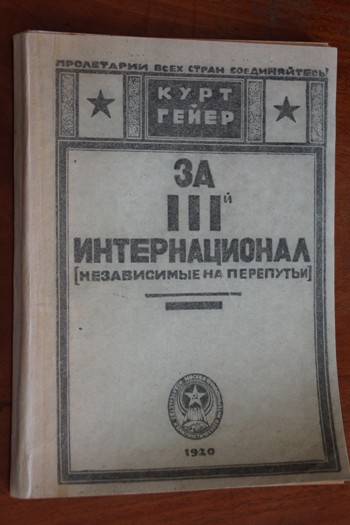 ПРОЛЕТАРИИ ВСЕХ СТРАН СОЕДИНЯЙТЕСЬ!
КУРТ
ГЕЙЕР
ЗА
III й
ИНТЕРНАЦИОНАЛ
[НЕЗАВИСИМЫЕ НА ПЕРЕПУТЬИ]
1920